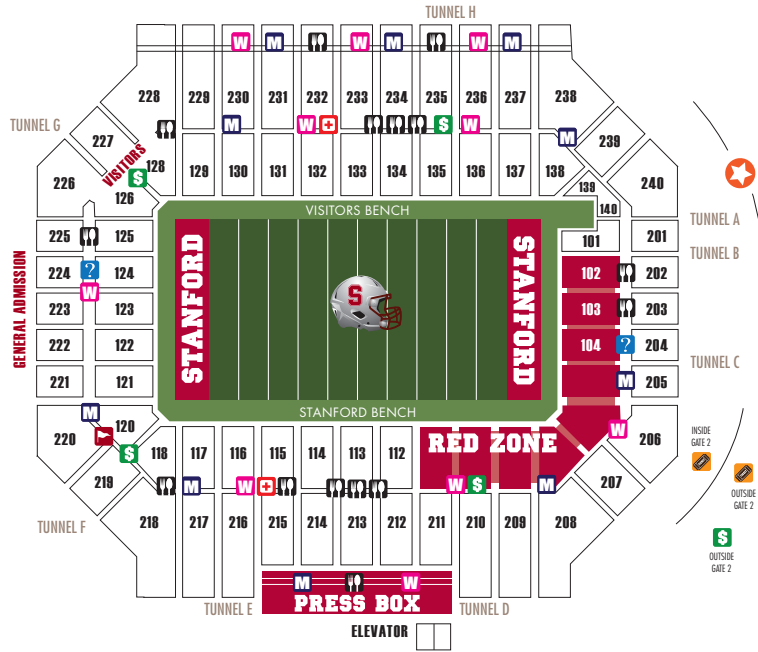 TUNNEL H
W M W M W M
228 229 230 231 232 233 234 235 236 237 238
TUNNEL G
M W $ W M
227 239
VISITORS
128 129 130 131 132 133 134 135 136 137 138
226 $ 139 240
126 140
VISITORS BENCH
TUNNEL A
225 125 101 201
TUNNEL B
224 ? 124 102 202
W
GENERAL ADMISSION
STANFORD
S
STANFORD
223 123 103 203
222 122 104 ? 204
TUNNEL C
221 121 M 205
STANFORD BENCH
M
220 120 W 206
INSIDE
GATE 2
RED ZONE
$ 118 117 116 115 114 113 112
219 M W W $ M 207
OUTSIDE
GATE 2
218 217 216 215 214 213 212 211 210 209 208
TUNNEL F
$
OUTSIDE
GATE 2
M W
PRESS BOX
TUNNEL E TUNNEL D
ELEVATOR